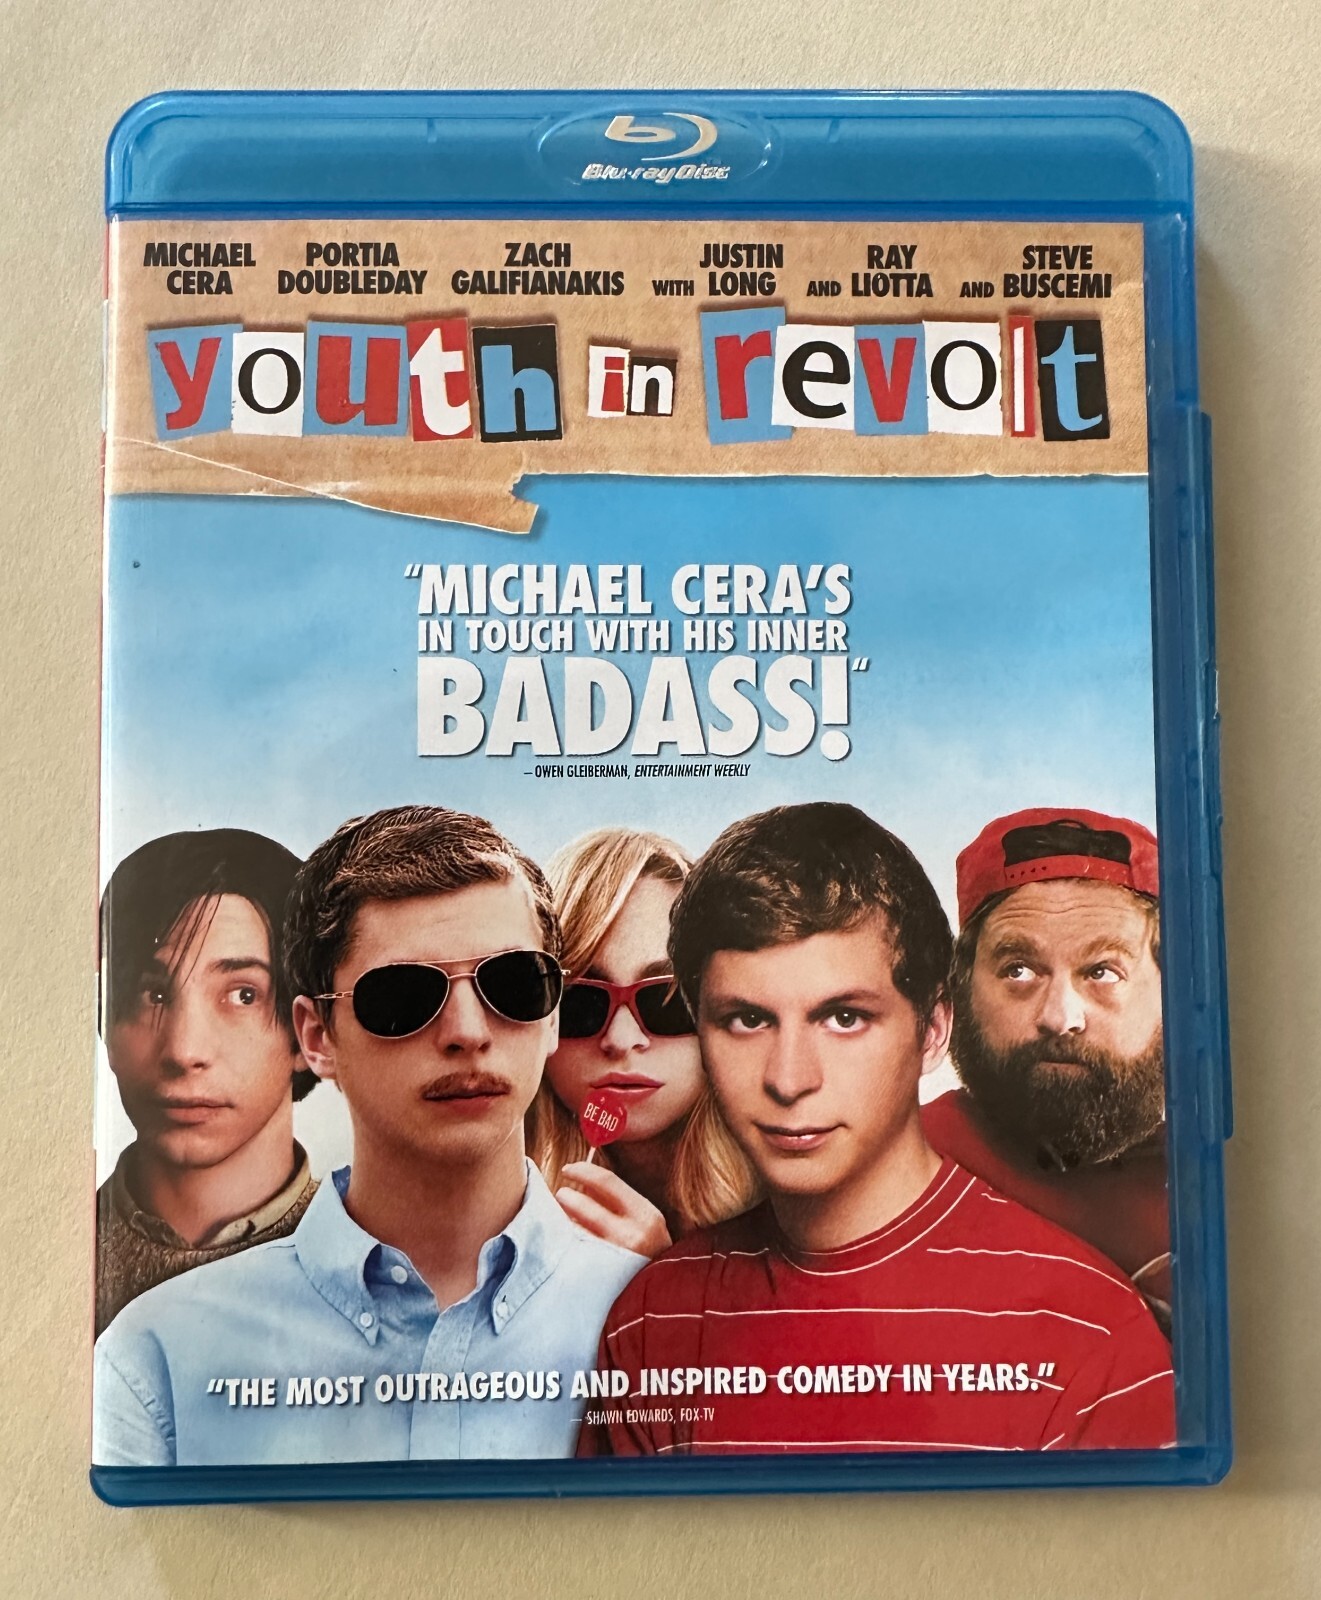 Blu-ray Disc™
MICHAEL CERA PORTIA DOUBLEDAY ZACH GALIFIANAKIS WITH JUSTIN LONG AND RAY LIOTTA AND STEVE BUSCEMI
youth in revolt
“MICHAEL CERA’S
IN TOUCH WITH HIS INNER
BADASS!“
– OWEN GLEIBERMAN, ENTERTAINMENT WEEKLY
BE BAD
“THE MOST OUTRAGEOUS AND INSPIRED COMEDY IN YEARS.”
— SHAWN EDWARDS, FOX-TV